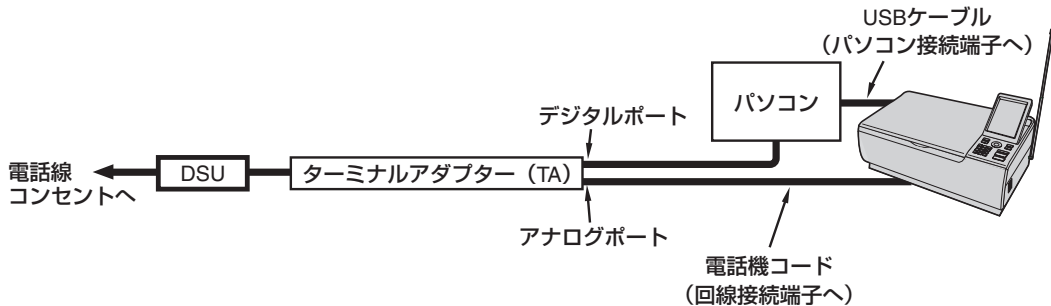 USBケーブル
（パソコン接続端子へ）
パソコン
デジタルポート
電話線
コンセントへ
DSU
ターミナルアダプター（TA）
アナログポート
電話機コード
（回線接続端子へ）